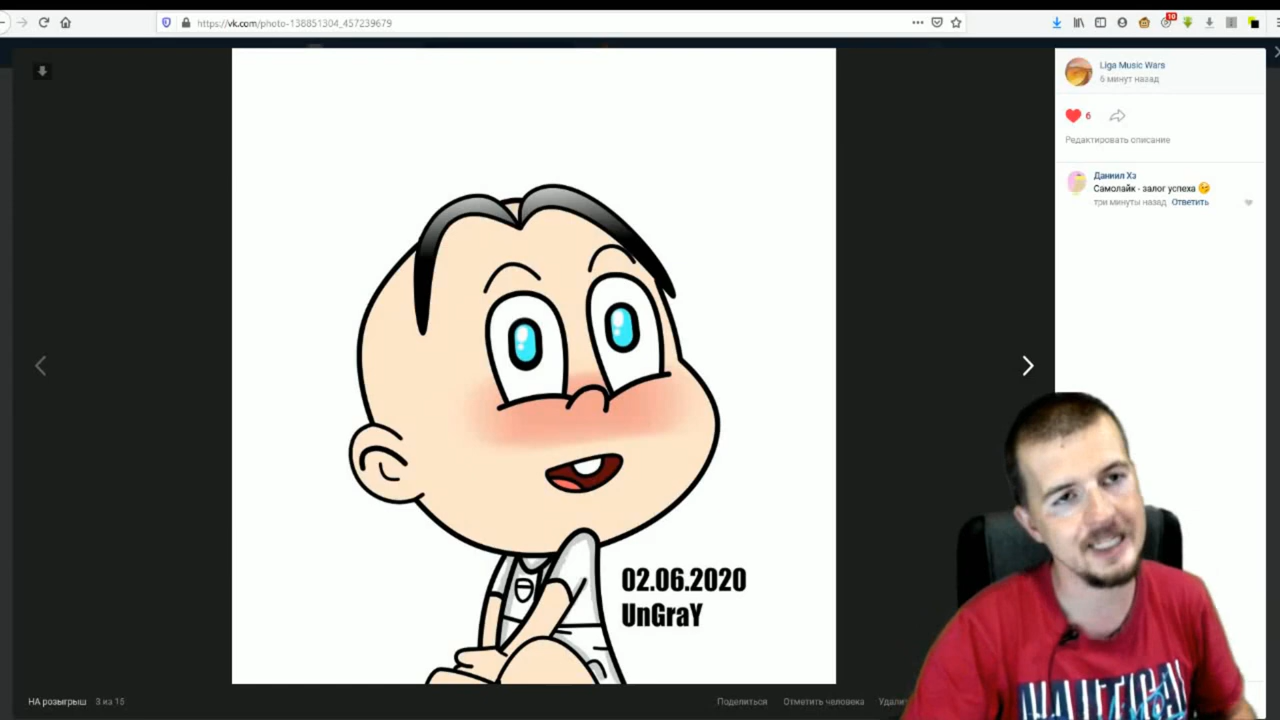 https://vk.com/photo-138851304_457239679
10
Liga Music Wars
6 минут назад
6
Редактировать описание
Даниил Хэ
Самолайк - залог успеха
три минуты назад Ответить
02.06.2020
UnGraY
НА розыгрыш 3 из 15
Поделиться Отметить человека